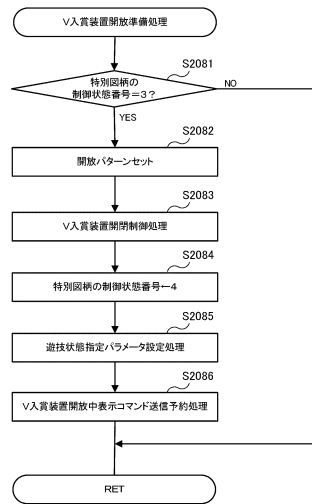 V入賞装置開放準備処理
S2081
特別図柄の
制御状態番号=3?
NO
YES
S2082
開放パターンセット
S2083
V入賞装置開閉制御処理
S2084
特別図柄の制御状態番号←4
S2085
遊技状態指定パラメータ設定処理
S2086
V入賞装置開放中表示コマンド送信予約処理
RET